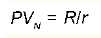 PV_N = R/r